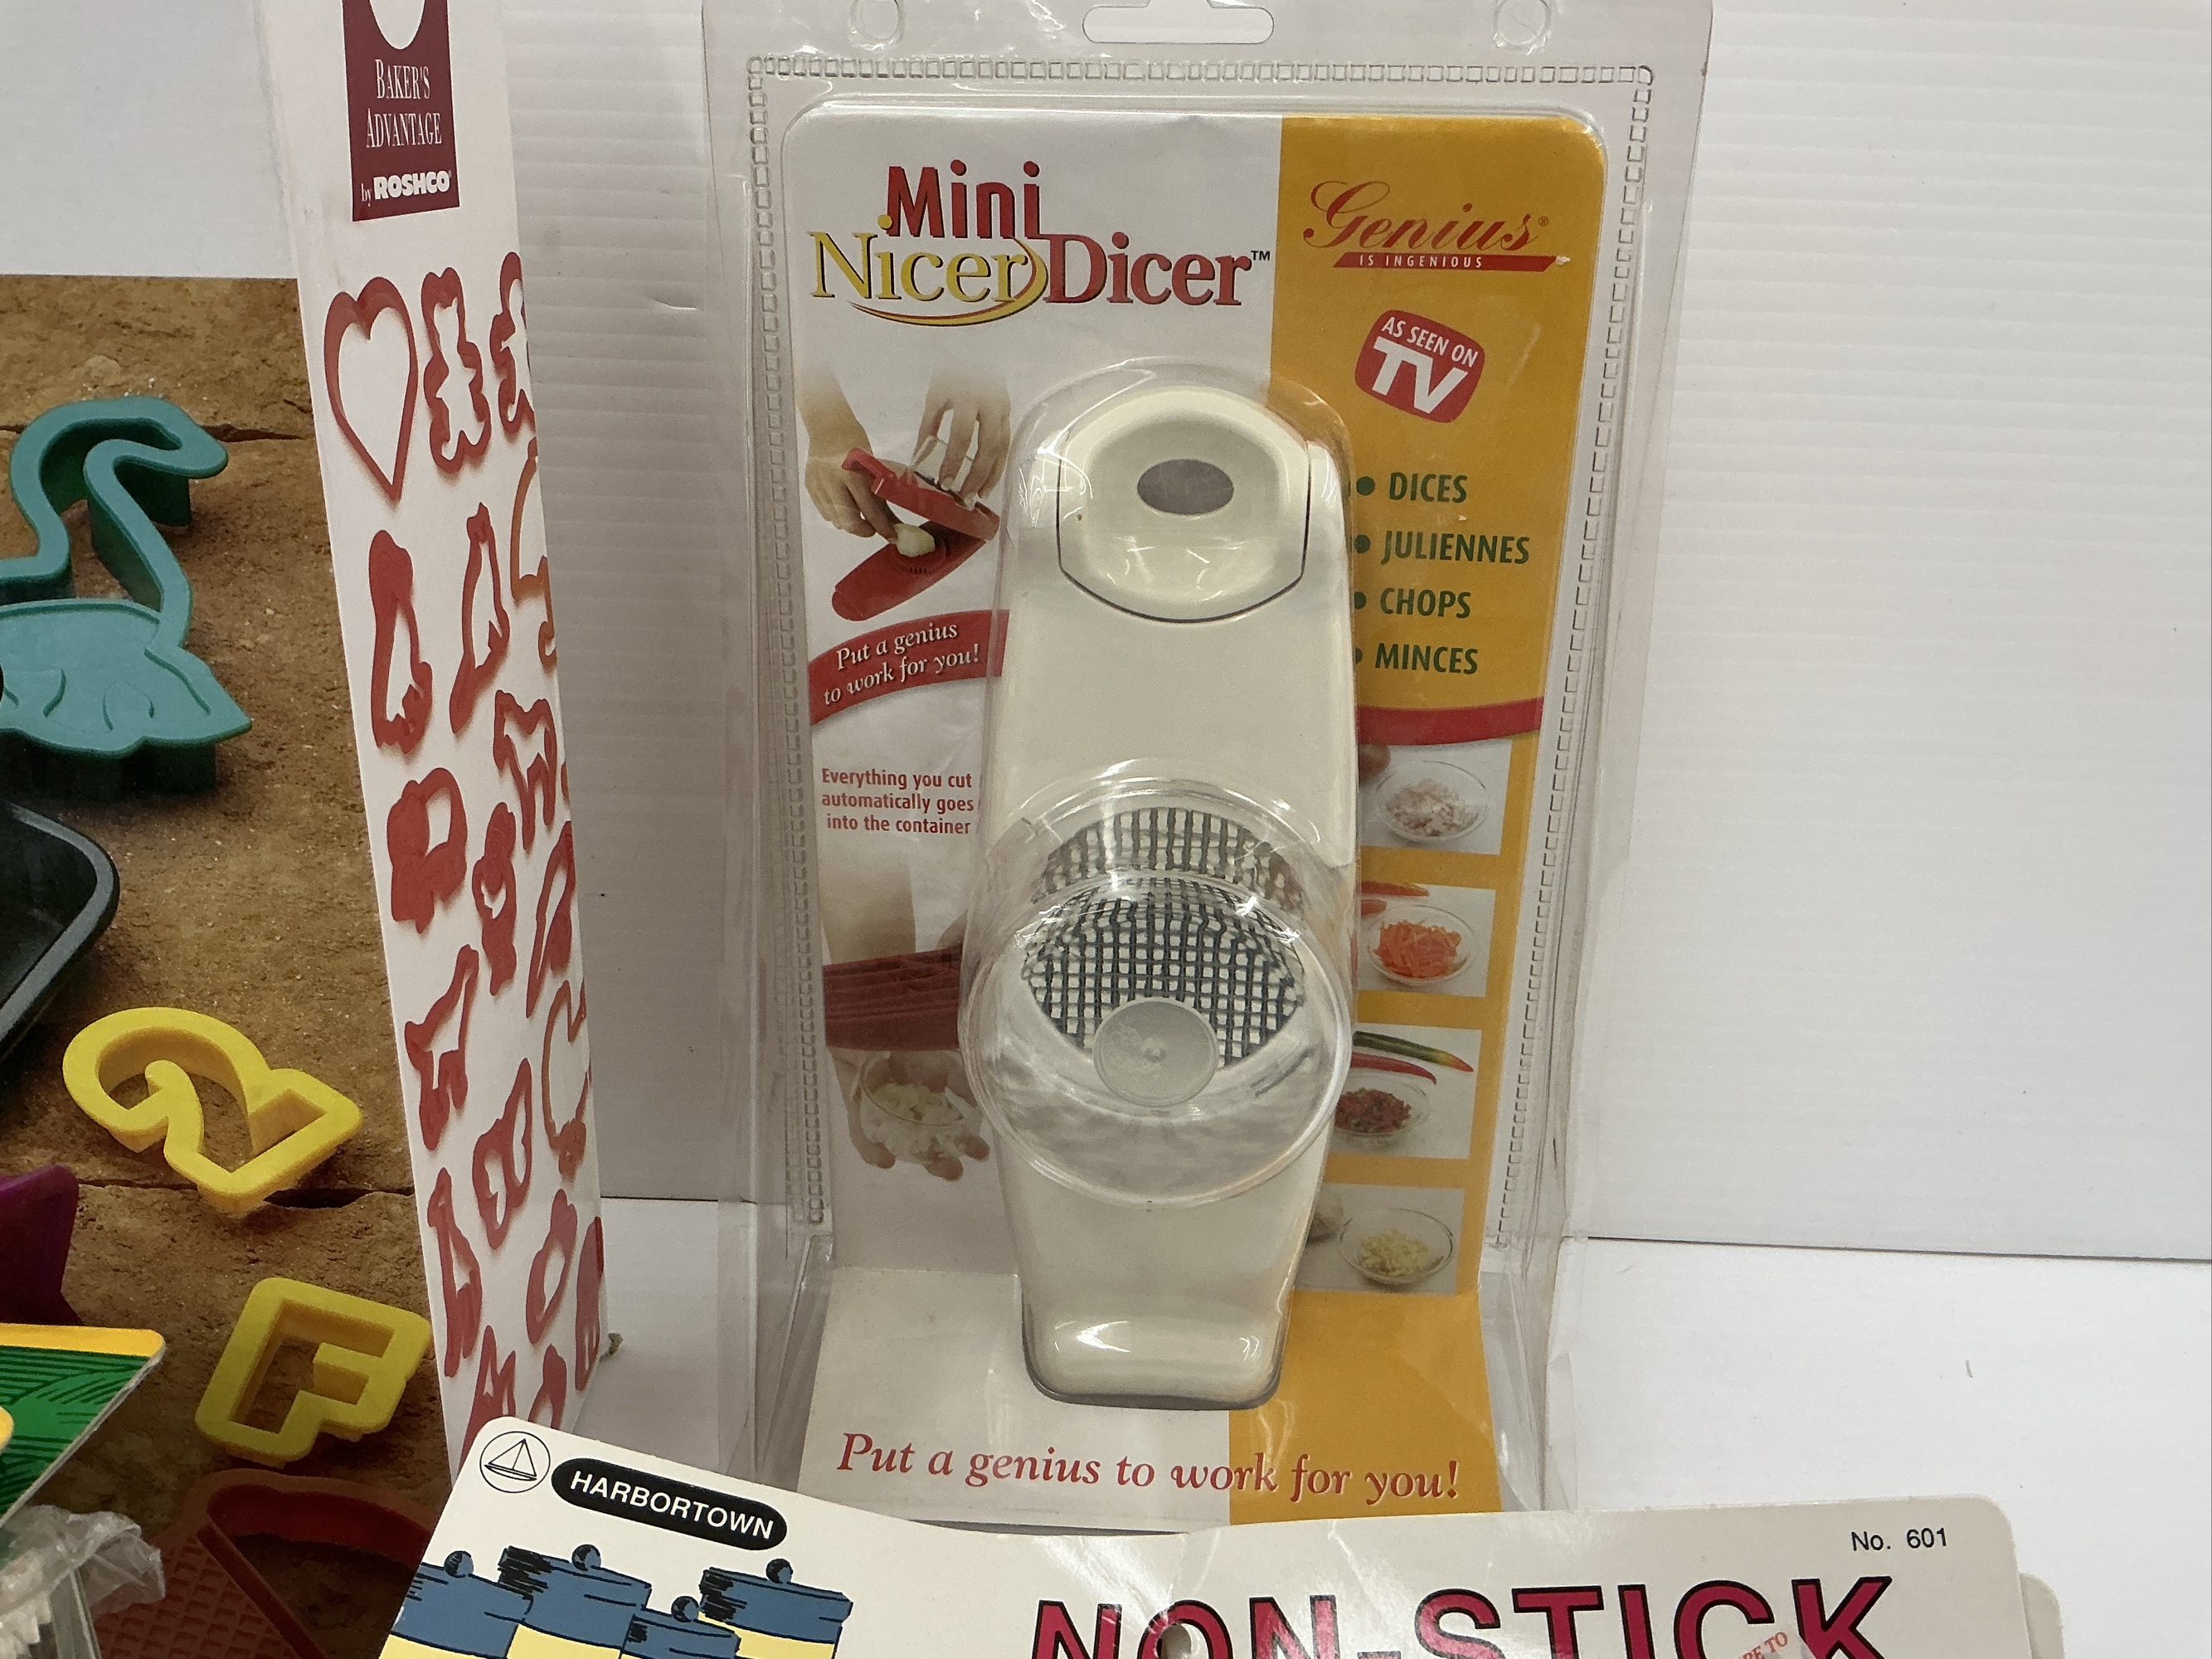 BAKER'S
ADVANTAGE
by ROSHCO®
Mini
NicerDicer™
Genius®
IS INGENIOUS
AS SEEN ON
TV
• DICES
• JULIENNES
• CHOPS
• MINCES
Put a genius
to work for you!
Everything you cut
automatically goes
into the container
Put a genius to work for you!
HARBORTOWN
No. 601
NON-STICK
TO